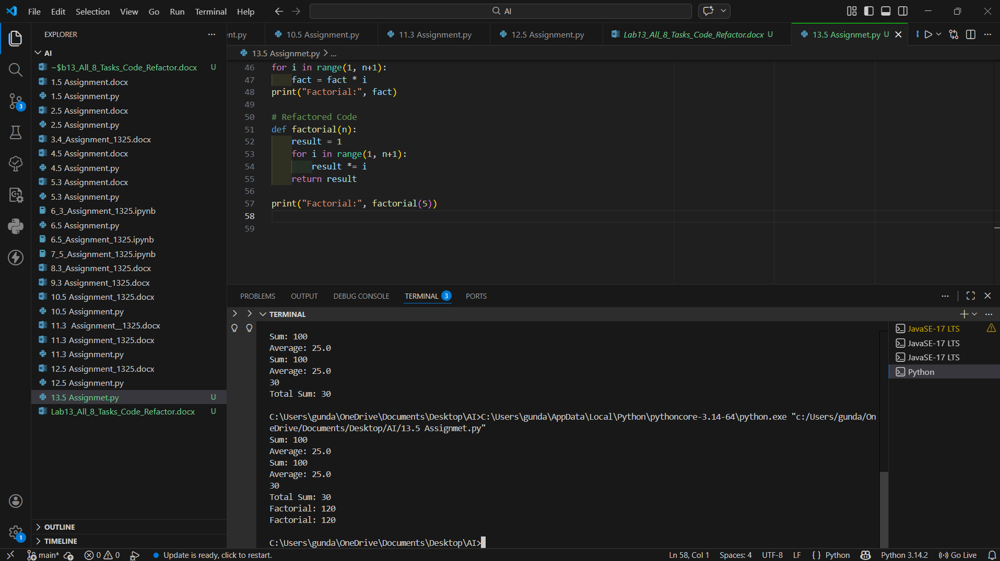 File Edit Selection View Go Run Terminal Help
AI
EXPLORER
AI
~$b13_All_8_Tasks_Code_Refactor.docx U
1.5 Assignment.docx
1.5 Assignment.py
2.5 Assignment.docx
2.5 Assignment.py
3.4_Assignment_1325.docx
4.5 Assignment.docx
4.5 Assignment.py
5.3 Assignment.docx
5.3 Assignment.py
6_3_Assignment_1325.ipynb
6.5 Assignment.py
6.5_Assignment_1325.ipynb
7_5_Assignment_1325.ipynb
8.3_Assignment_1325.docx
9.3 Assignment_1325.docx
10.5 Assignment_1325.docx
10.5 Assignment.py
11.3  Assignment__1325.docx
11.3 Assignment_1325.docx
11.3 Assignment.py
12.5 Assignment_1325.docx
12.5 Assignment.py
13.5 Assignmet.py U
Lab13_All_8_Tasks_Code_Refactor.docx U
OUTLINE
TIMELINE
3
1
ent.py 10.5 Assignment.py 11.3 Assignment.py 12.5 Assignment.py Lab13_All_8_Tasks_Code_Refactor.docx U 13.5 Assignmet.py U
13.5 Assignmet.py > ...
46 for i in range(1, n+1):
47     fact = fact * i
48 print("Factorial:", fact)
49
50 # Refactored Code
51 def factorial(n):
52     result = 1
53     for i in range(1, n+1):
54         result *= i
55     return result
56
57 print("Factorial:", factorial(5))
58
59
PROBLEMS OUTPUT DEBUG CONSOLE TERMINAL 3 PORTS
TERMINAL
Sum: 100
Average: 25.0
Sum: 100
Average: 25.0
30
Total Sum: 30
C:\Users\gunda\OneDrive\Documents\Desktop\AI>C:\Users\gunda\AppData\Local\Python\pythoncore-3.14-64\python.exe "c:/Users/gunda/On
eDrive/Documents/Desktop/AI/13.5 Assignmet.py"
Sum: 100
Average: 25.0
Sum: 100
Average: 25.0
30
Total Sum: 30
Factorial: 120
Factorial: 120
C:\Users\gunda\OneDrive\Documents\Desktop\AI>
JavaSE-17 LTS
JavaSE-17 LTS
JavaSE-17 LTS
Python
main* 0 0 Update is ready, click to restart. Ln 58, Col 1 Spaces: 4 UTF-8 LF { } Python Python 3.14.2 Go Live